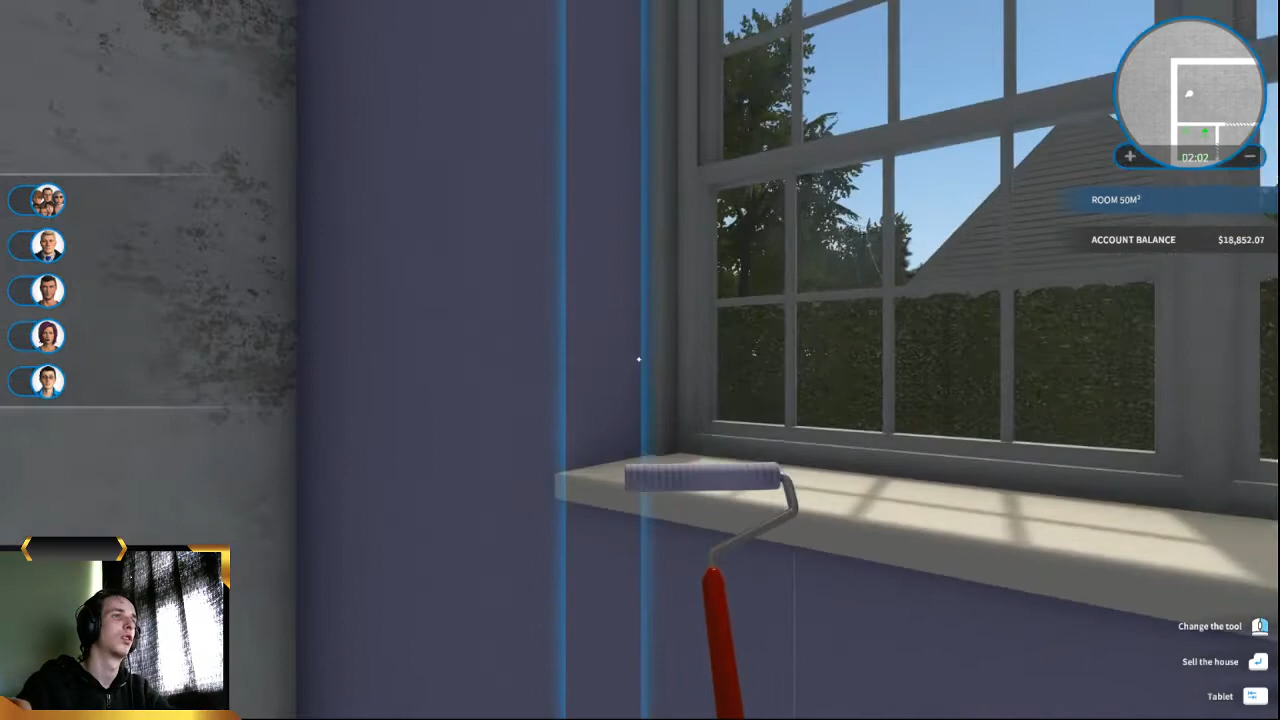 02:02
ROOM 50M²
ACCOUNT BALANCE $18,852.07
Change the tool
Sell the house
Tablet